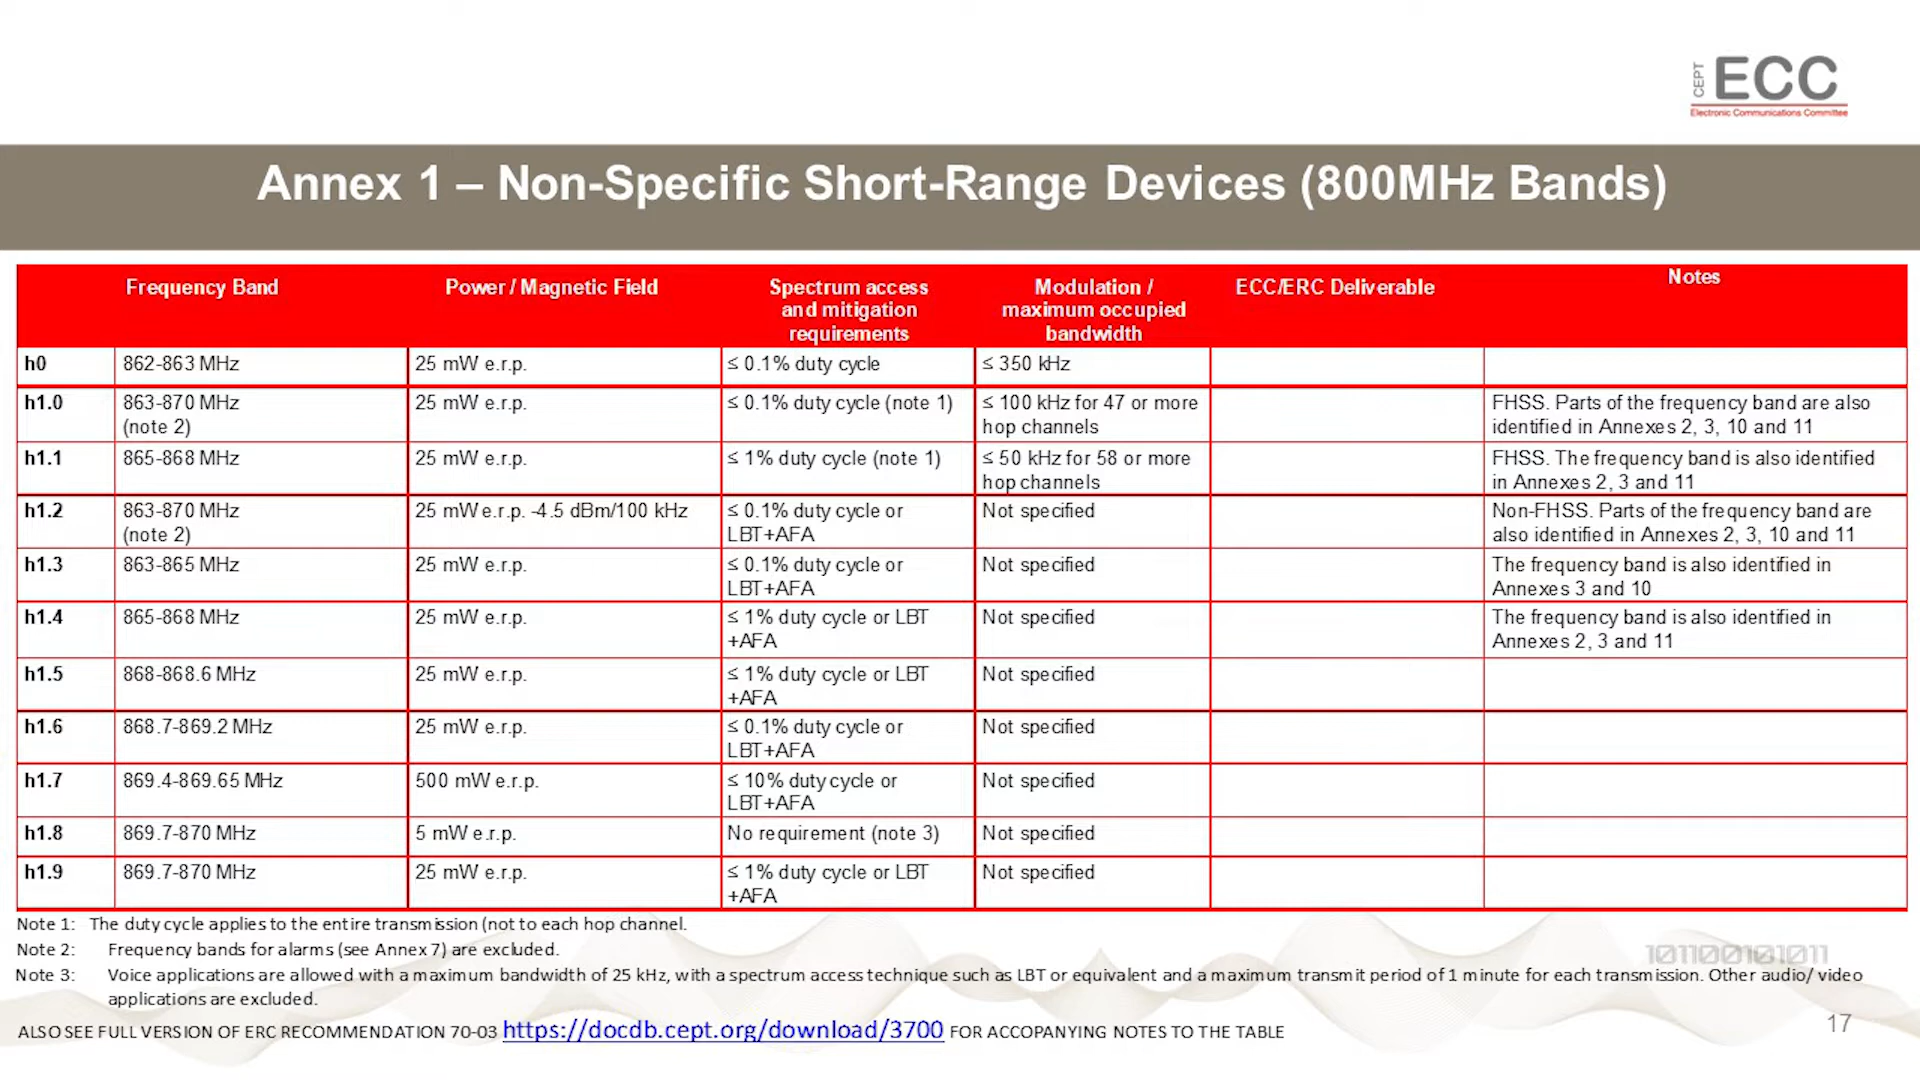 CEPT
ECC
Electronic Communications Committee
Annex 1 – Non-Specific Short-Range Devices (800MHz Bands)
Frequency Band
Power / Magnetic Field
Spectrum access
and mitigation
requirements
Modulation /
maximum occupied
bandwidth
ECC/ERC Deliverable
Notes
h0
862-863 MHz
25 mW e.r.p.
≤ 0.1% duty cycle
≤ 350 kHz
h1.0
863-870 MHz
(note 2)
25 mW e.r.p.
≤ 0.1% duty cycle (note 1)
≤ 100 kHz for 47 or more
hop channels
FHSS. Parts of the frequency band are also
identified in Annexes 2, 3, 10 and 11
h1.1
865-868 MHz
25 mW e.r.p.
≤ 1% duty cycle (note 1)
≤ 50 kHz for 58 or more
hop channels
FHSS. The frequency band is also identified
in Annexes 2, 3 and 11
h1.2
863-870 MHz
(note 2)
25 mW e.r.p. -4.5 dBm/100 kHz
≤ 0.1% duty cycle or
LBT+AFA
Not specified
Non-FHSS. Parts of the frequency band are
also identified in Annexes 2, 3, 10 and 11
h1.3
863-865 MHz
25 mW e.r.p.
≤ 0.1% duty cycle or
LBT+AFA
Not specified
The frequency band is also identified in
Annexes 3 and 10
h1.4
865-868 MHz
25 mW e.r.p.
≤ 1% duty cycle or LBT
+AFA
Not specified
The frequency band is also identified in
Annexes 2, 3 and 11
h1.5
868-868.6 MHz
25 mW e.r.p.
≤ 1% duty cycle or LBT
+AFA
Not specified
h1.6
868.7-869.2 MHz
25 mW e.r.p.
≤ 0.1% duty cycle or
LBT+AFA
Not specified
h1.7
869.4-869.65 MHz
500 mW e.r.p.
≤ 10% duty cycle or
LBT+AFA
Not specified
h1.8
869.7-870 MHz
5 mW e.r.p.
No requirement (note 3)
Not specified
h1.9
869.7-870 MHz
25 mW e.r.p.
≤ 1% duty cycle or LBT
+AFA
Not specified
Note 1: The duty cycle applies to the entire transmission (not to each hop channel.
Note 2: Frequency bands for alarms (see Annex 7) are excluded.
101100101011
Note 3: Voice applications are allowed with a maximum bandwidth of 25 kHz, with a spectrum access technique such as LBT or equivalent and a maximum transmit period of 1 minute for each transmission. Other audio/ video
applications are excluded.
ALSO SEE FULL VERSION OF ERC RECOMMENDATION 70-03 https://docdb.cept.org/download/3700 FOR ACCOPANYING NOTES TO THE TABLE
17